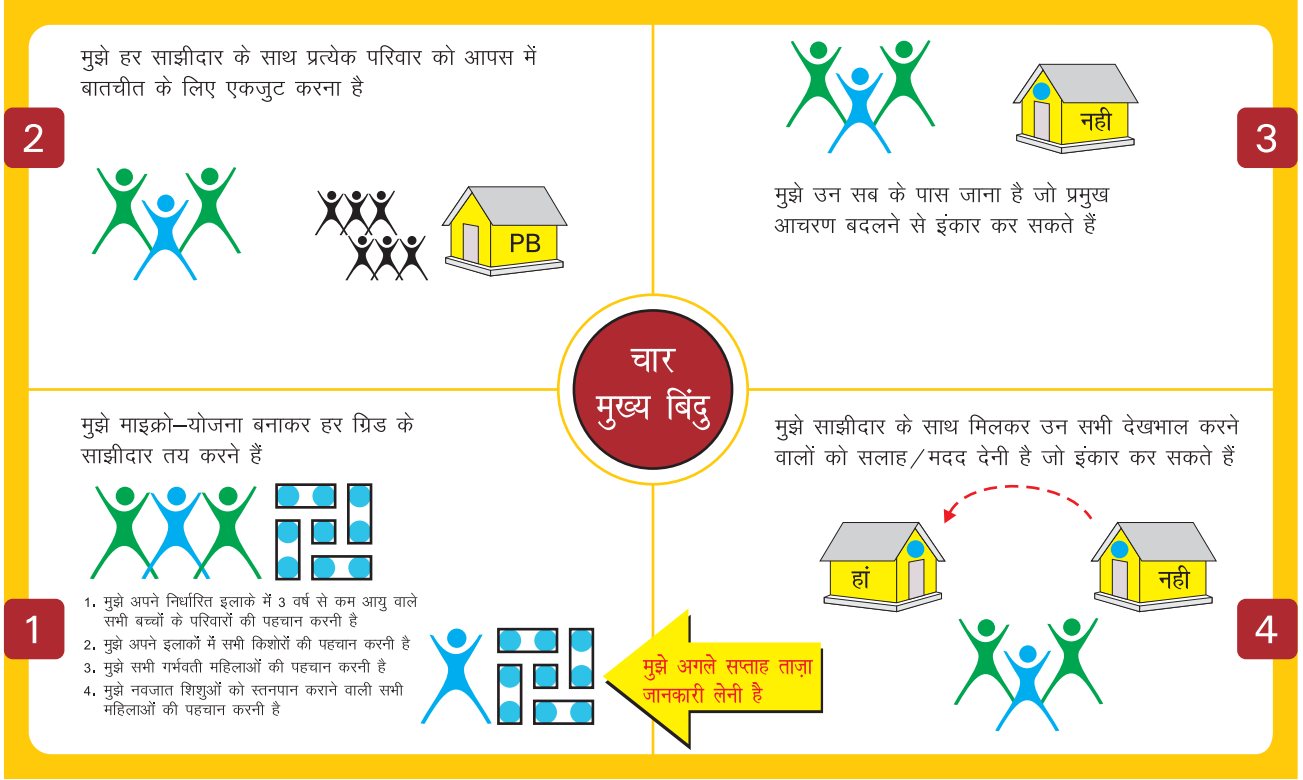 मुझे हर साझीदार के साथ प्रत्येक परिवार को आपस में
बातचीत के लिए एकजुट करना है
2
PB
नही
3
मुझे उन सब के पास जाना है जो प्रमुख
आचरण बदलने से इंकार कर सकते हैं
चार
मुख्य बिंदु
मुझे माइक्रो–योजना बनाकर हर ग्रिड के
साझीदार तय करने हैं
1. मुझे अपने निर्धारित इलाके में 3 वर्ष से कम आयु वाले
सभी बच्चों के परिवारों की पहचान करनी है
2. मुझे अपने इलाकों में सभी किशोरों की पहचान करनी है
3. मुझे सभी गर्भवती महिलाओं की पहचान करनी है
4. मुझे नवजात शिशुओं को स्तनपान कराने वाली सभी
महिलाओं की पहचान करनी है
1
मुझे अगले सप्ताह ताज़ा
जानकारी लेनी है
मुझे साझीदार के साथ मिलकर उन सभी देखभाल करने
वालों को सलाह/मदद देनी है जो इंकार कर सकते हैं
हां
नही
4